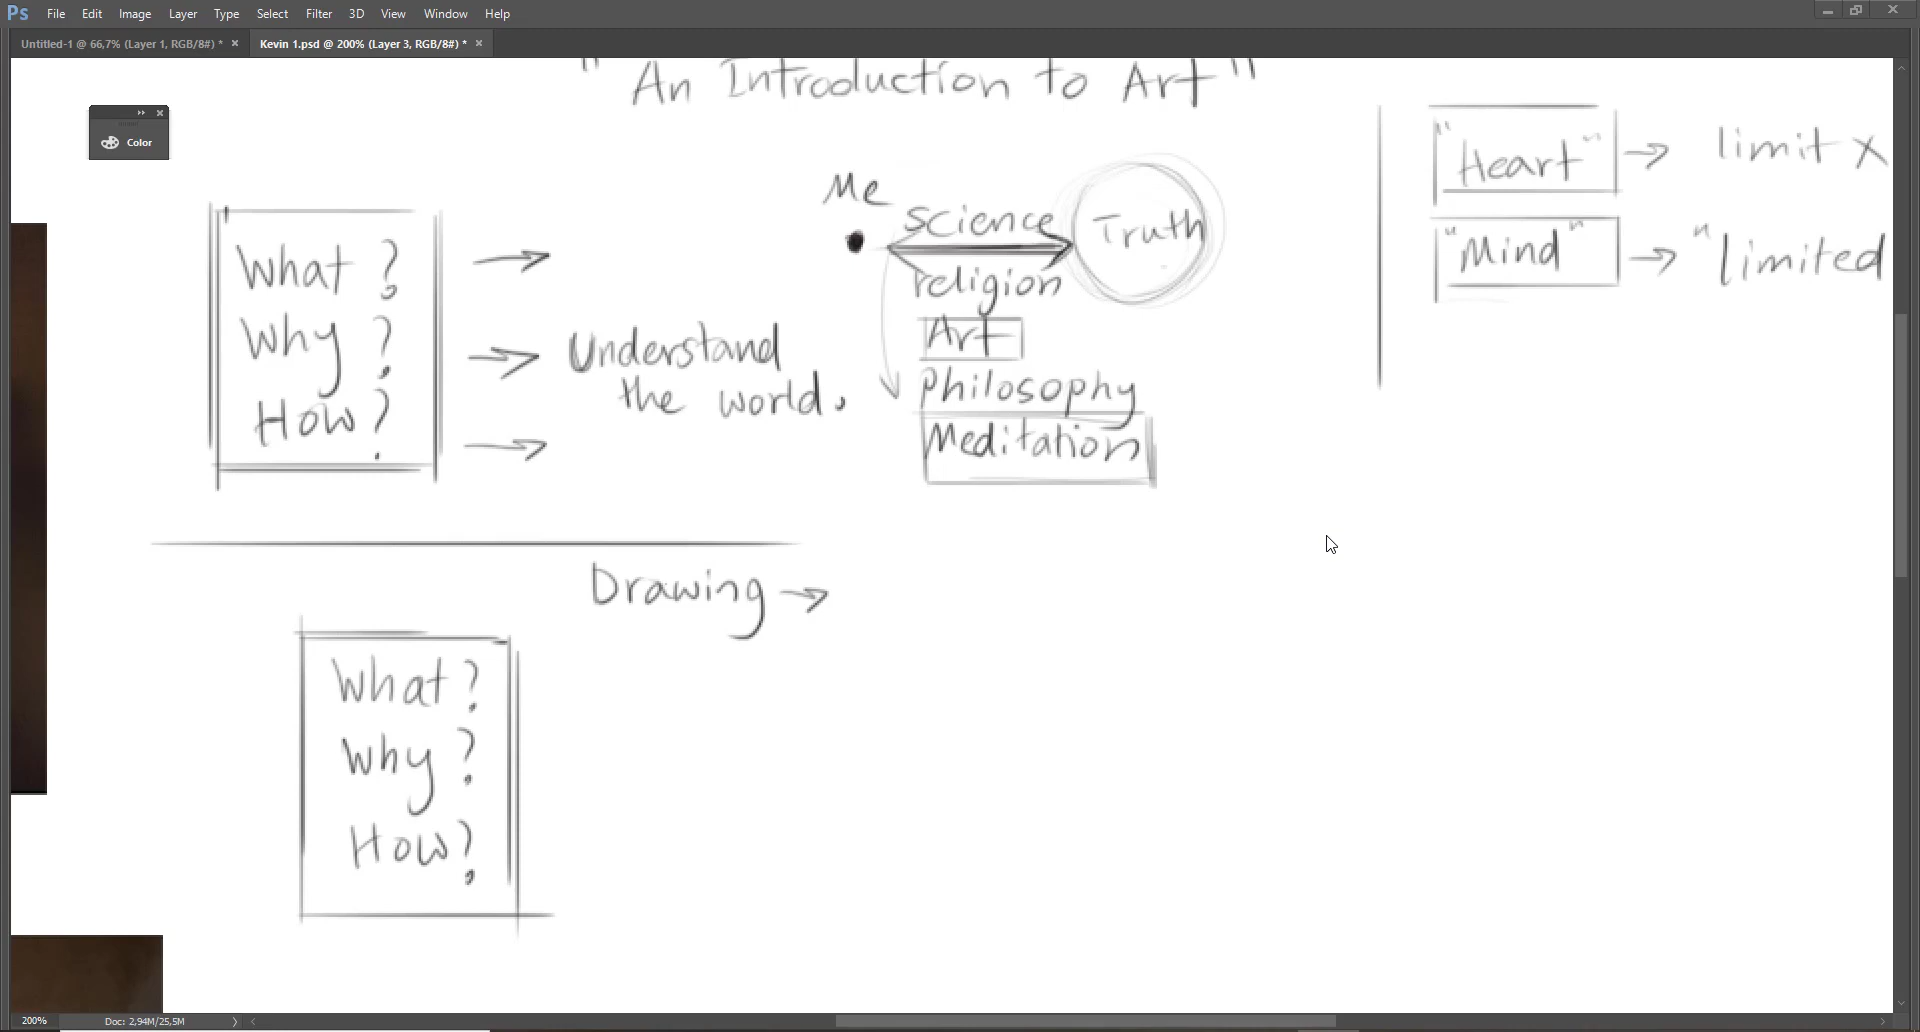 Ps File Edit Image Layer Type Select Filter 3D View Window Help
Untitled-1 @ 66,7% (Layer 1, RGB/8#) * × Kevin 1.psd @ 200% (Layer 3, RGB/8#) * ×
" An Introduction to Art "
Color
What ?
Why ?
How ?
Understand
the world.
Me
science
Truth
religion
Art
Philosophy
Meditation
"Heart" → limit X
"Mind" → "limited
Drawing →
What ?
Why ?
How ?
200% Doc: 2,94M/25,5M